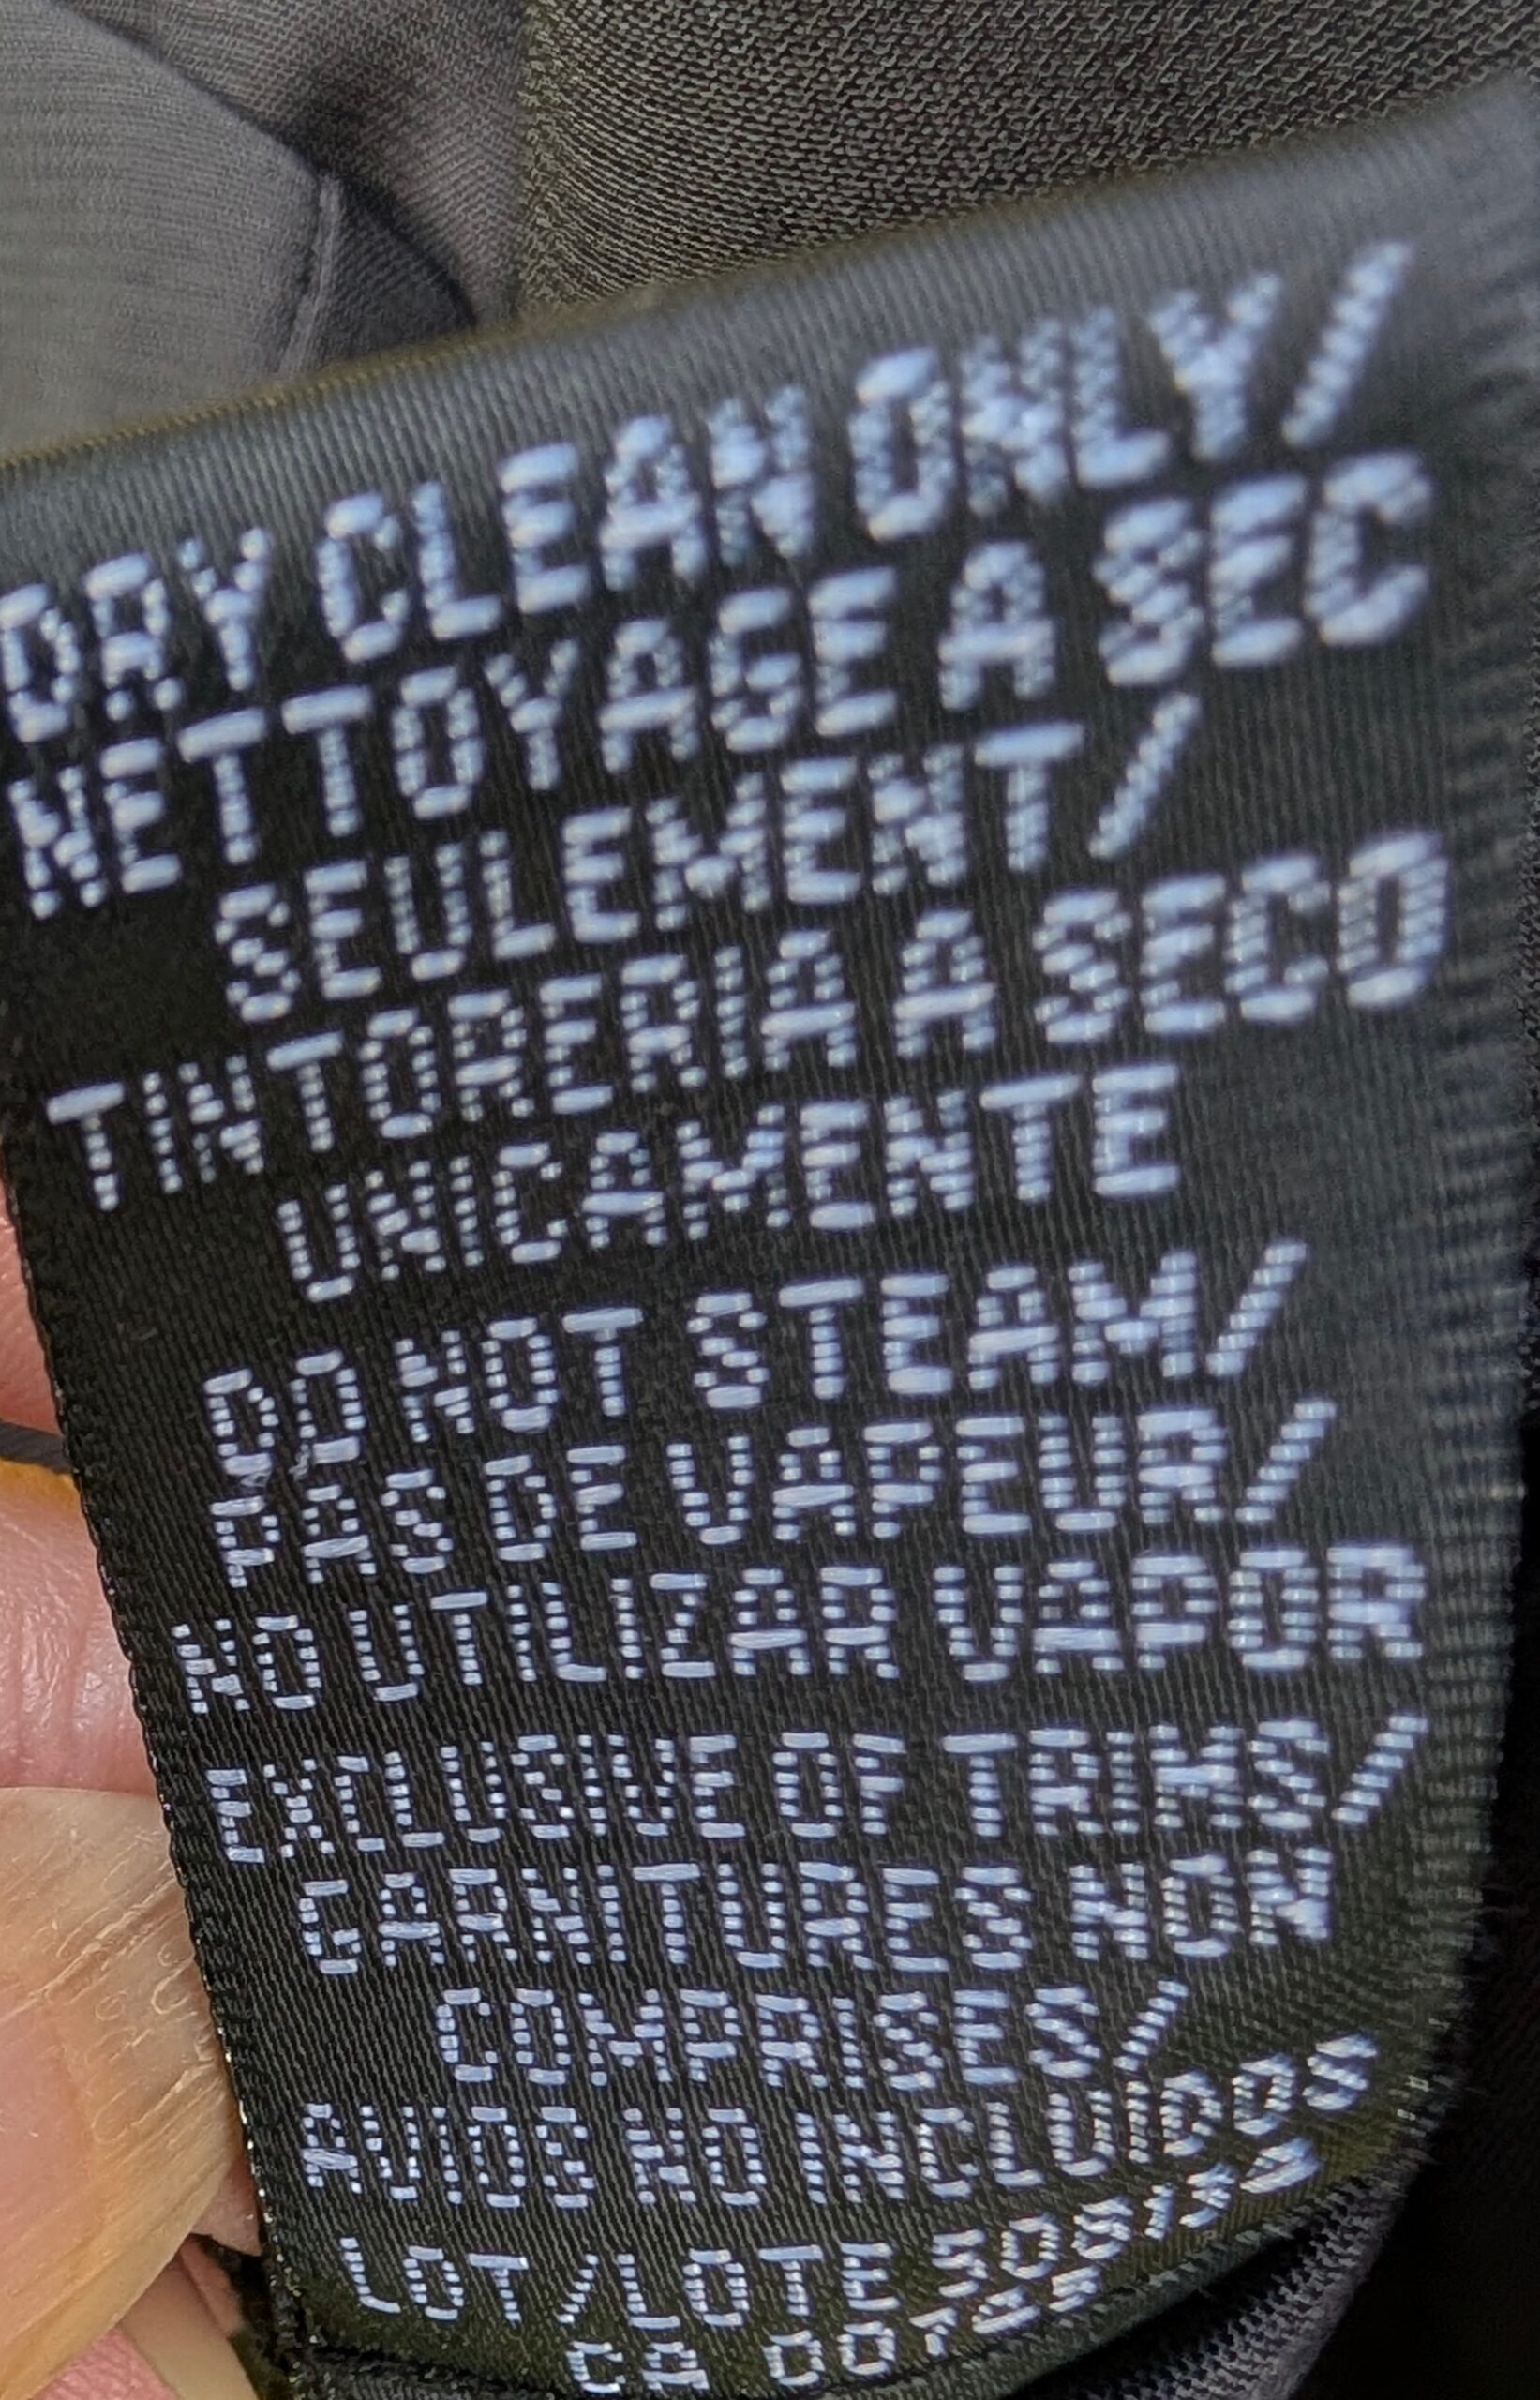 DRY CLEAN ONLY/
NETTOYAGE A SEC
SEULEMENT/
TINTORERIA A SECO
UNICAMENTE
DO NOT STEAM/
PAS DE VAPEUR/
NO UTILIZAR VAPOR
EXCLUSIVE OF TRIMS/
GARNITURES NON
COMPRISES/
AVIOS NO INCLUIDOS
LOT/LOTE
CA